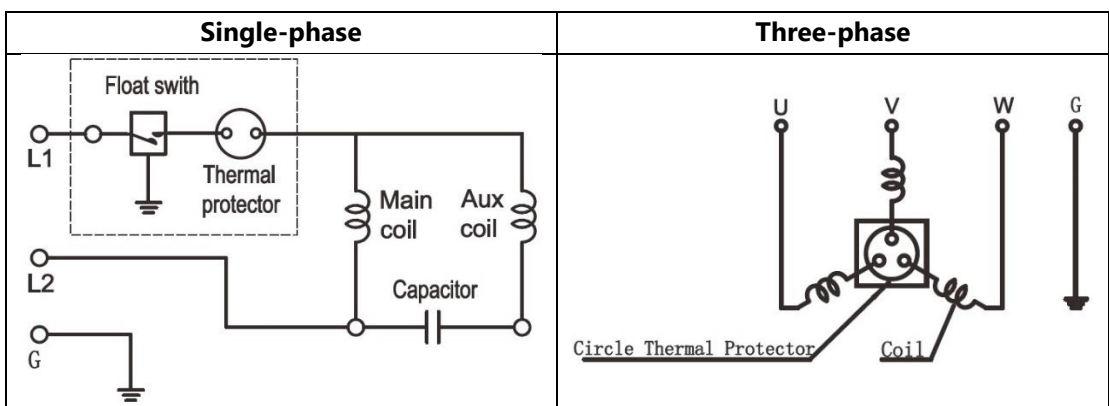 Single-phase
Three-phase
Float swith
L1
Thermal
protector
Main
coil
Aux
coil
L2
Capacitor
G
U V W G
Circle Thermal Protector
Coil